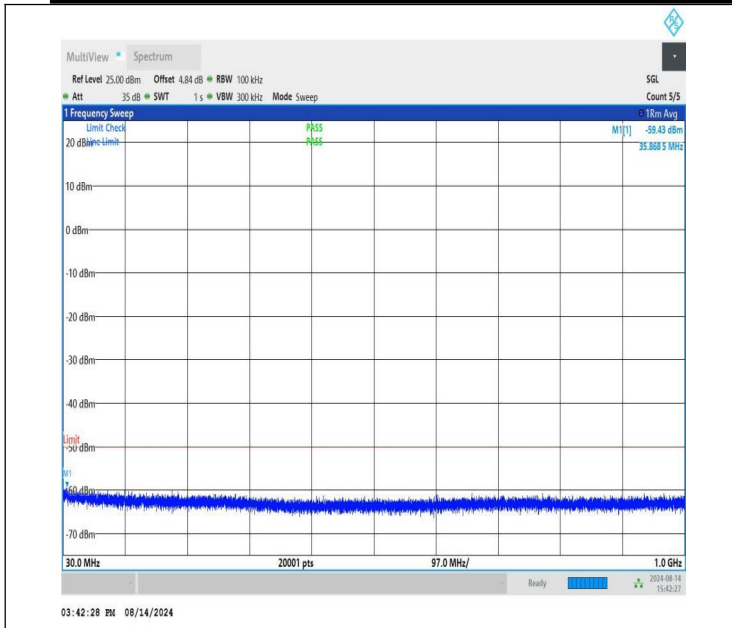 MultiView Spectrum
Ref Level 25.00 dBm Offset 4.84 dB RBW 100 kHz SGL
Att 35 dB SWT 1 s VBW 300 kHz Mode Sweep Count 5/5
1 Frequency Sweep 1Rm Avg
Limit Check PASS M1[1] -59.43 dBm
20 dBm Line Limit PASS 35.868 5 MHz
10 dBm
0 dBm
-10 dBm
-20 dBm
-30 dBm
-40 dBm
Limit
-50 dBm
M1
-60 dBm
-70 dBm
30.0 MHz 20001 pts 97.0 MHz/ 1.0 GHz
Ready 2024-08-14
15:42:27
03:42:28 PM 08/14/2024